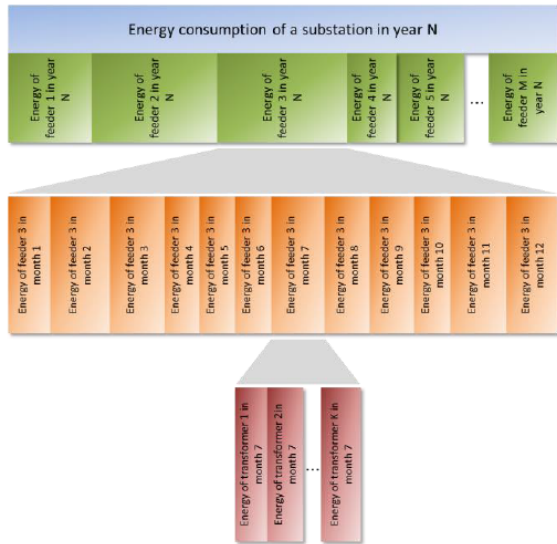 Energy consumption of a substation in year N
Energy of
feeder 1 in year
N
Energy of
feeder 2 in year
N
Energy of
feeder 3 in year
N
Energy of
feeder 4 in year
N
Energy of
feeder 5 in year
N
...
Energy of
feeder M in
year N
Energy of feeder 3 in
month 1
Energy of feeder 3 in
month 2
Energy of feeder 3 in
month 3
Energy of feeder 3 in
month 4
Energy of feeder 3 in
month 5
Energy of feeder 3 in
month 6
Energy of feeder 3 in
month 7
Energy of feeder 3 in
month 8
Energy of feeder 3 in
month 9
Energy of feeder 3 in
month 10
Energy of feeder 3 in
month 11
Energy of feeder 3 in
month 12
Energy of transformer 1 in
month 7
Energy of transformer 2in
month 7
...
Energy of transformer K in
month 7